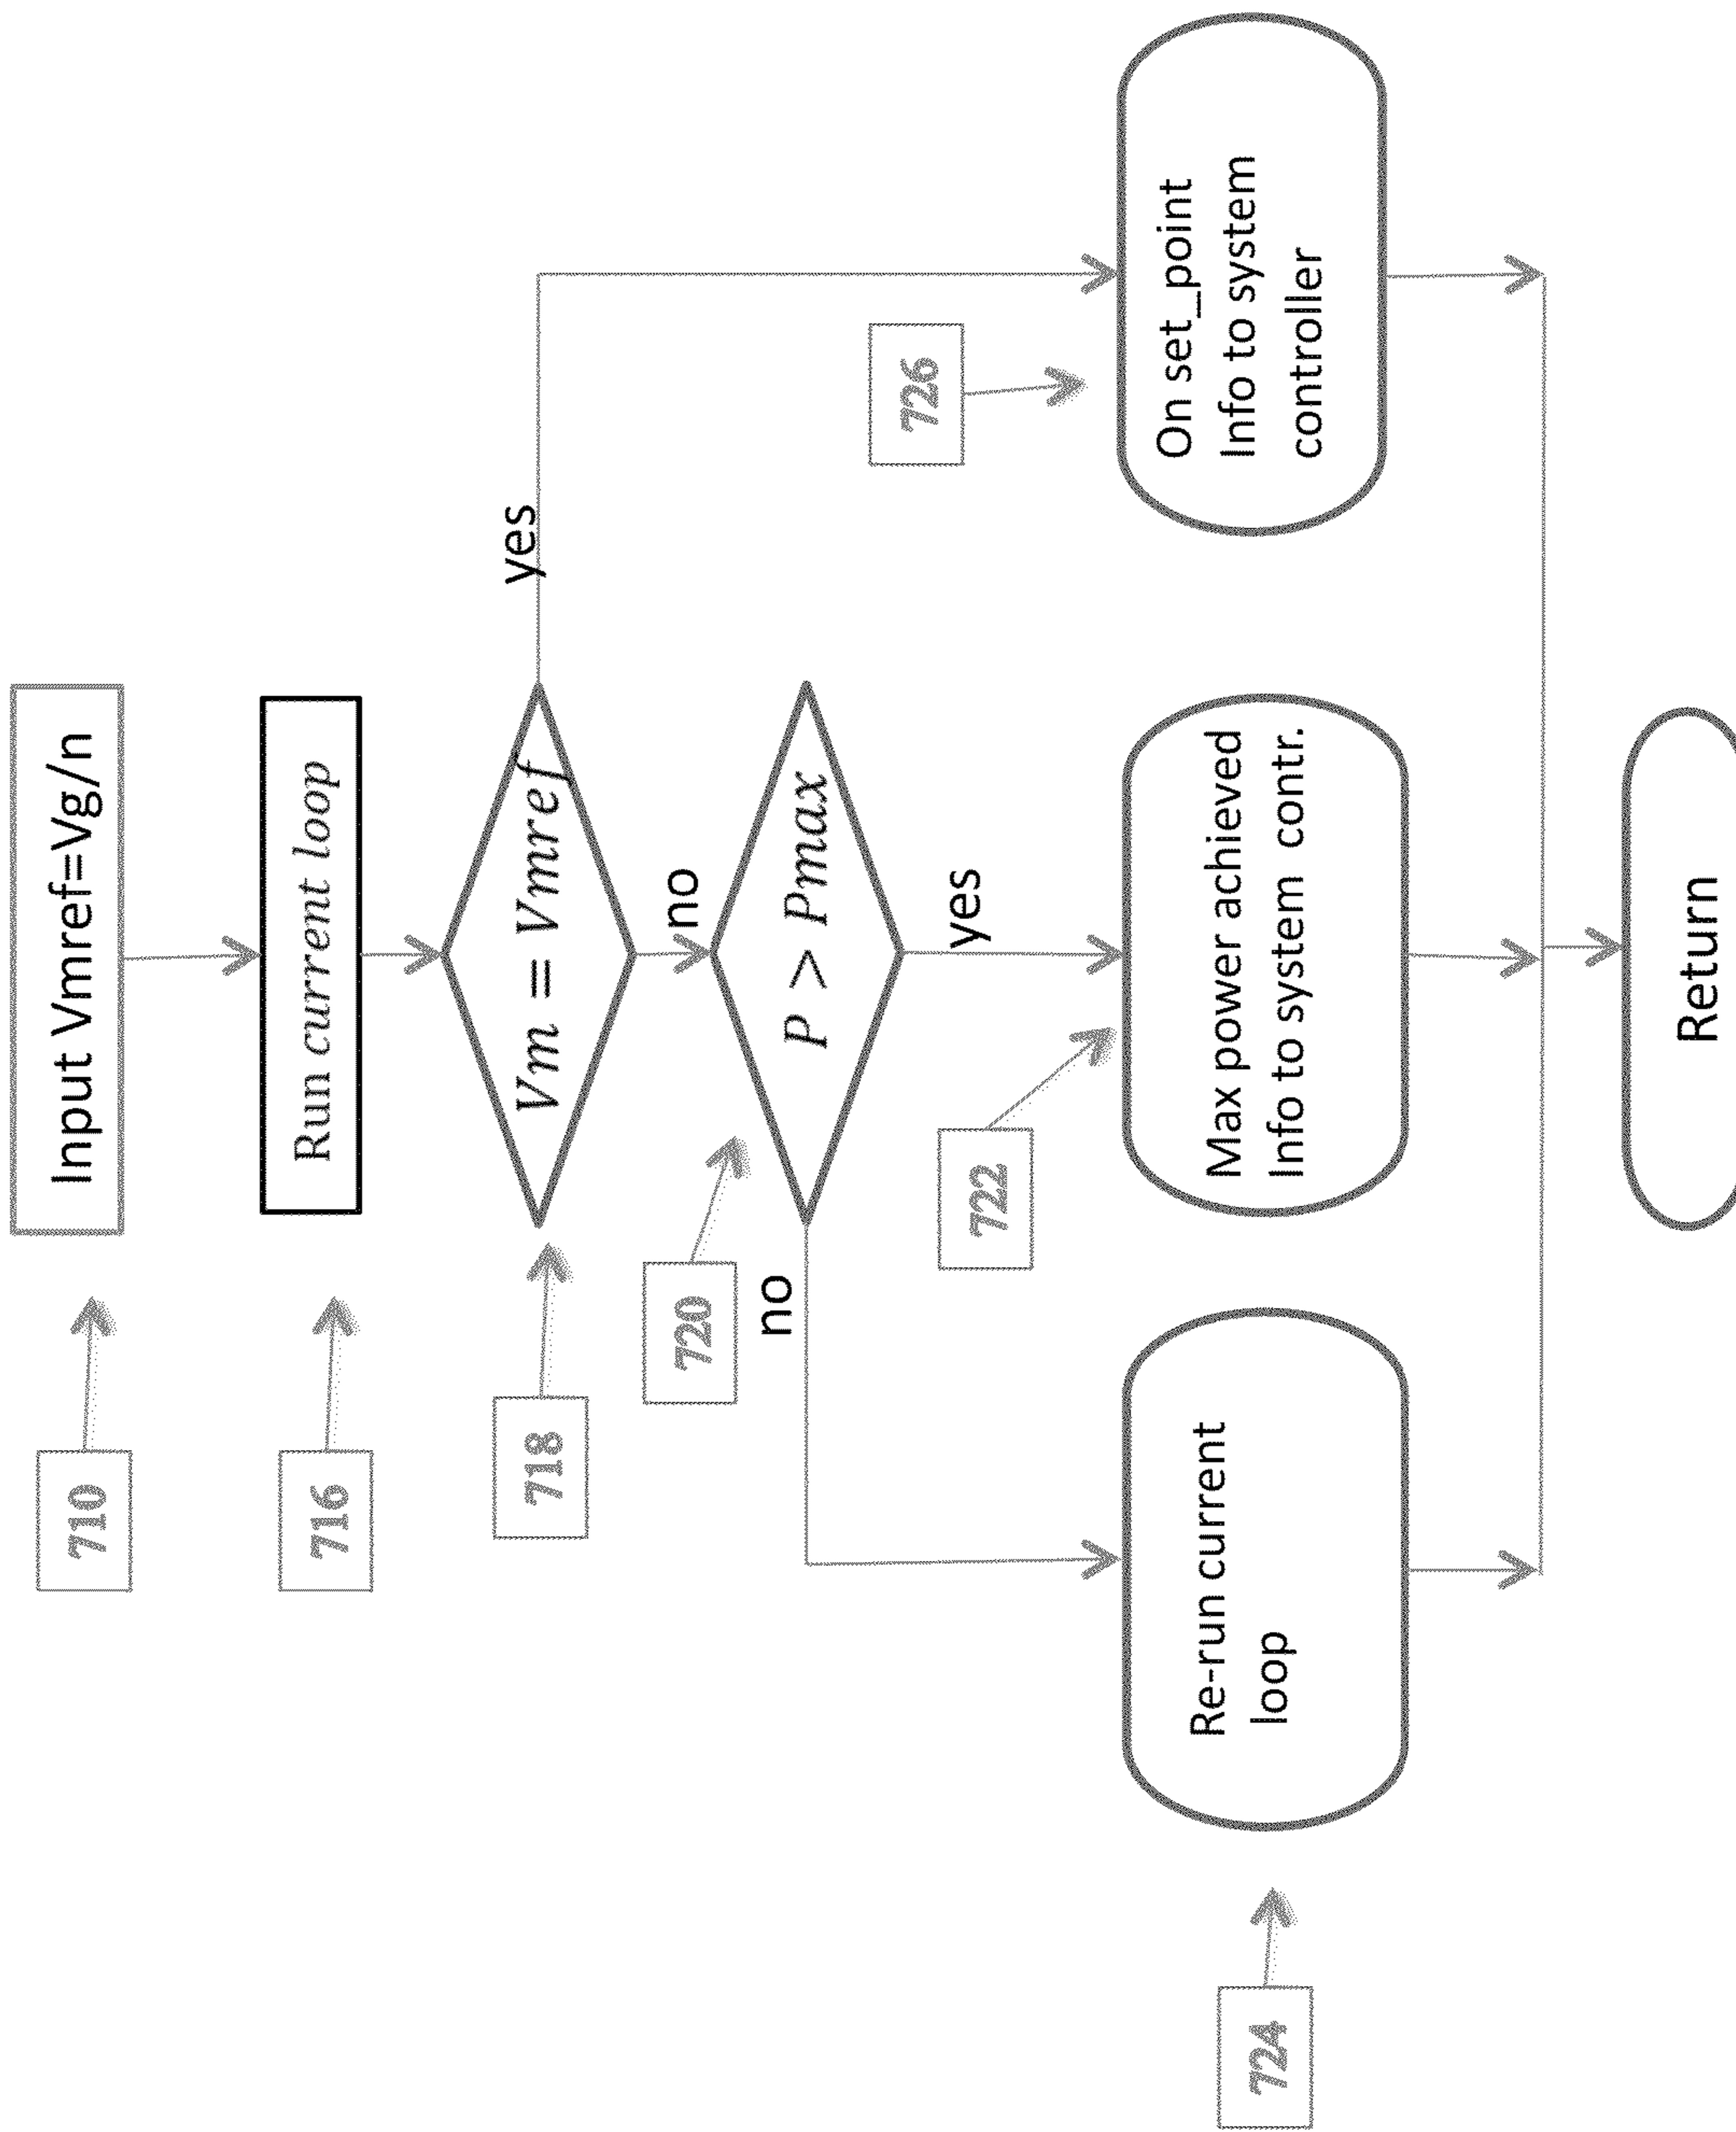 Input Vmref=Vg/n
710
Run current loop
716
Vm = Vmref
718
yes
no
P > Pmax
720
no
yes
726
722
Re-run current
loop
724
Max power achieved
Info to system contr.
On set_point
Info to system
controller
Return